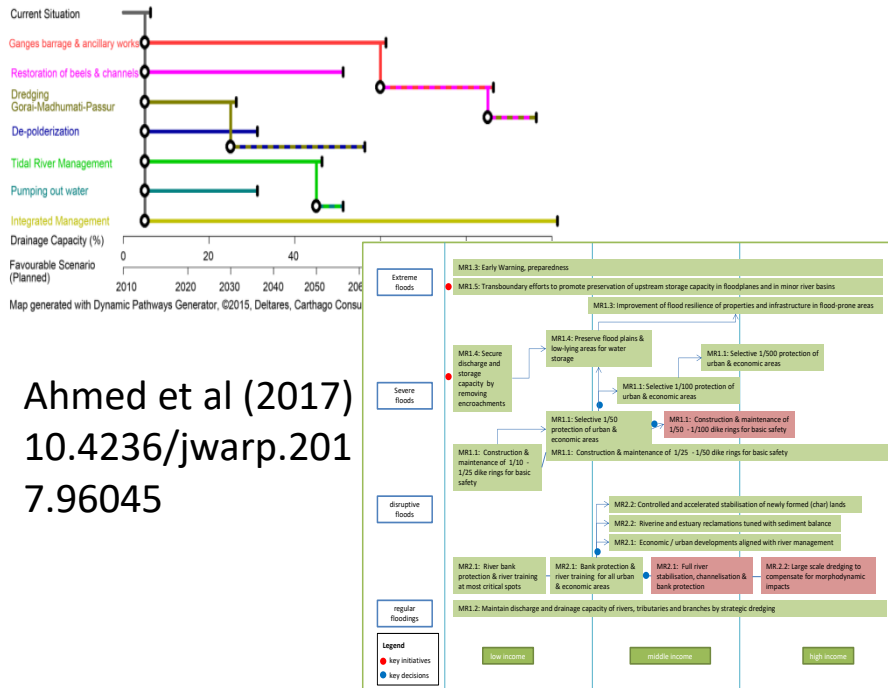 Current Situation
Ganges barrage & ancillary works
Restoration of beels & channels
Dredging
Gorai-Madhumati-Passur
De-polderization
Tidal River Management
Pumping out water
Integrated Management
Drainage Capacity (%)
0 20 40
Favourable Scenario
(Planned)
2010 2020 2030 2040 2050
Map generated with Dynamic Pathways Generator, ©2015, Deltares, Carthago Consu
Ahmed et al (2017)
10.4236/jwarp.201
7.96045
Extreme
floods
MR1.3: Early Warning, preparedness
MR1.5: Transboundary efforts to promote preservation of upstream storage capacity in floodplanes and in minor river basins
MR1.3: Improvement of flood resilience of properties and infrastructure in flood-prone areas
Severe
floods
MR1.4: Secure
discharge and
storage
capacity by
removing
encroachments
MR1.4: Preserve flood plains &
low-lying areas for water
storage
MR1.1: Selective 1/500 protection of
urban & economic areas
MR1.1: Selective 1/100 protection of
urban & economic areas
MR1.1: Selective 1/50
protection of urban &
economic areas
MR1.1: Construction & maintenance of
1/50 - 1/100 dike rings for basic safety
MR1.1: Construction &
maintenance of 1/10 -
1/25 dike rings for basic
safety
MR1.1: Construction & maintenance of 1/25 - 1/50 dike rings for basic safety
disruptive
floods
MR2.2: Controlled and accelerated stabilisation of newly formed (char) lands
MR2.2: Riverine and estuary reclamations tuned with sediment balance
MR2.1: Economic / urban developments aligned with river management
MR2.1: River bank
protection & river training
at most critical spots
MR2.1: Bank protection &
river training for all urban
& economic areas
MR2.1: Full river
stabilisation, channelisation &
bank protection
MR2.2: Large scale dredging to
compensate for morphodynamic
impacts
regular
floodings
MR1.2: Maintain discharge and drainage capacity of rivers, tributaries and branches by strategic dredging
Legend
key initiatives
key decisions
low income
middle income
high income